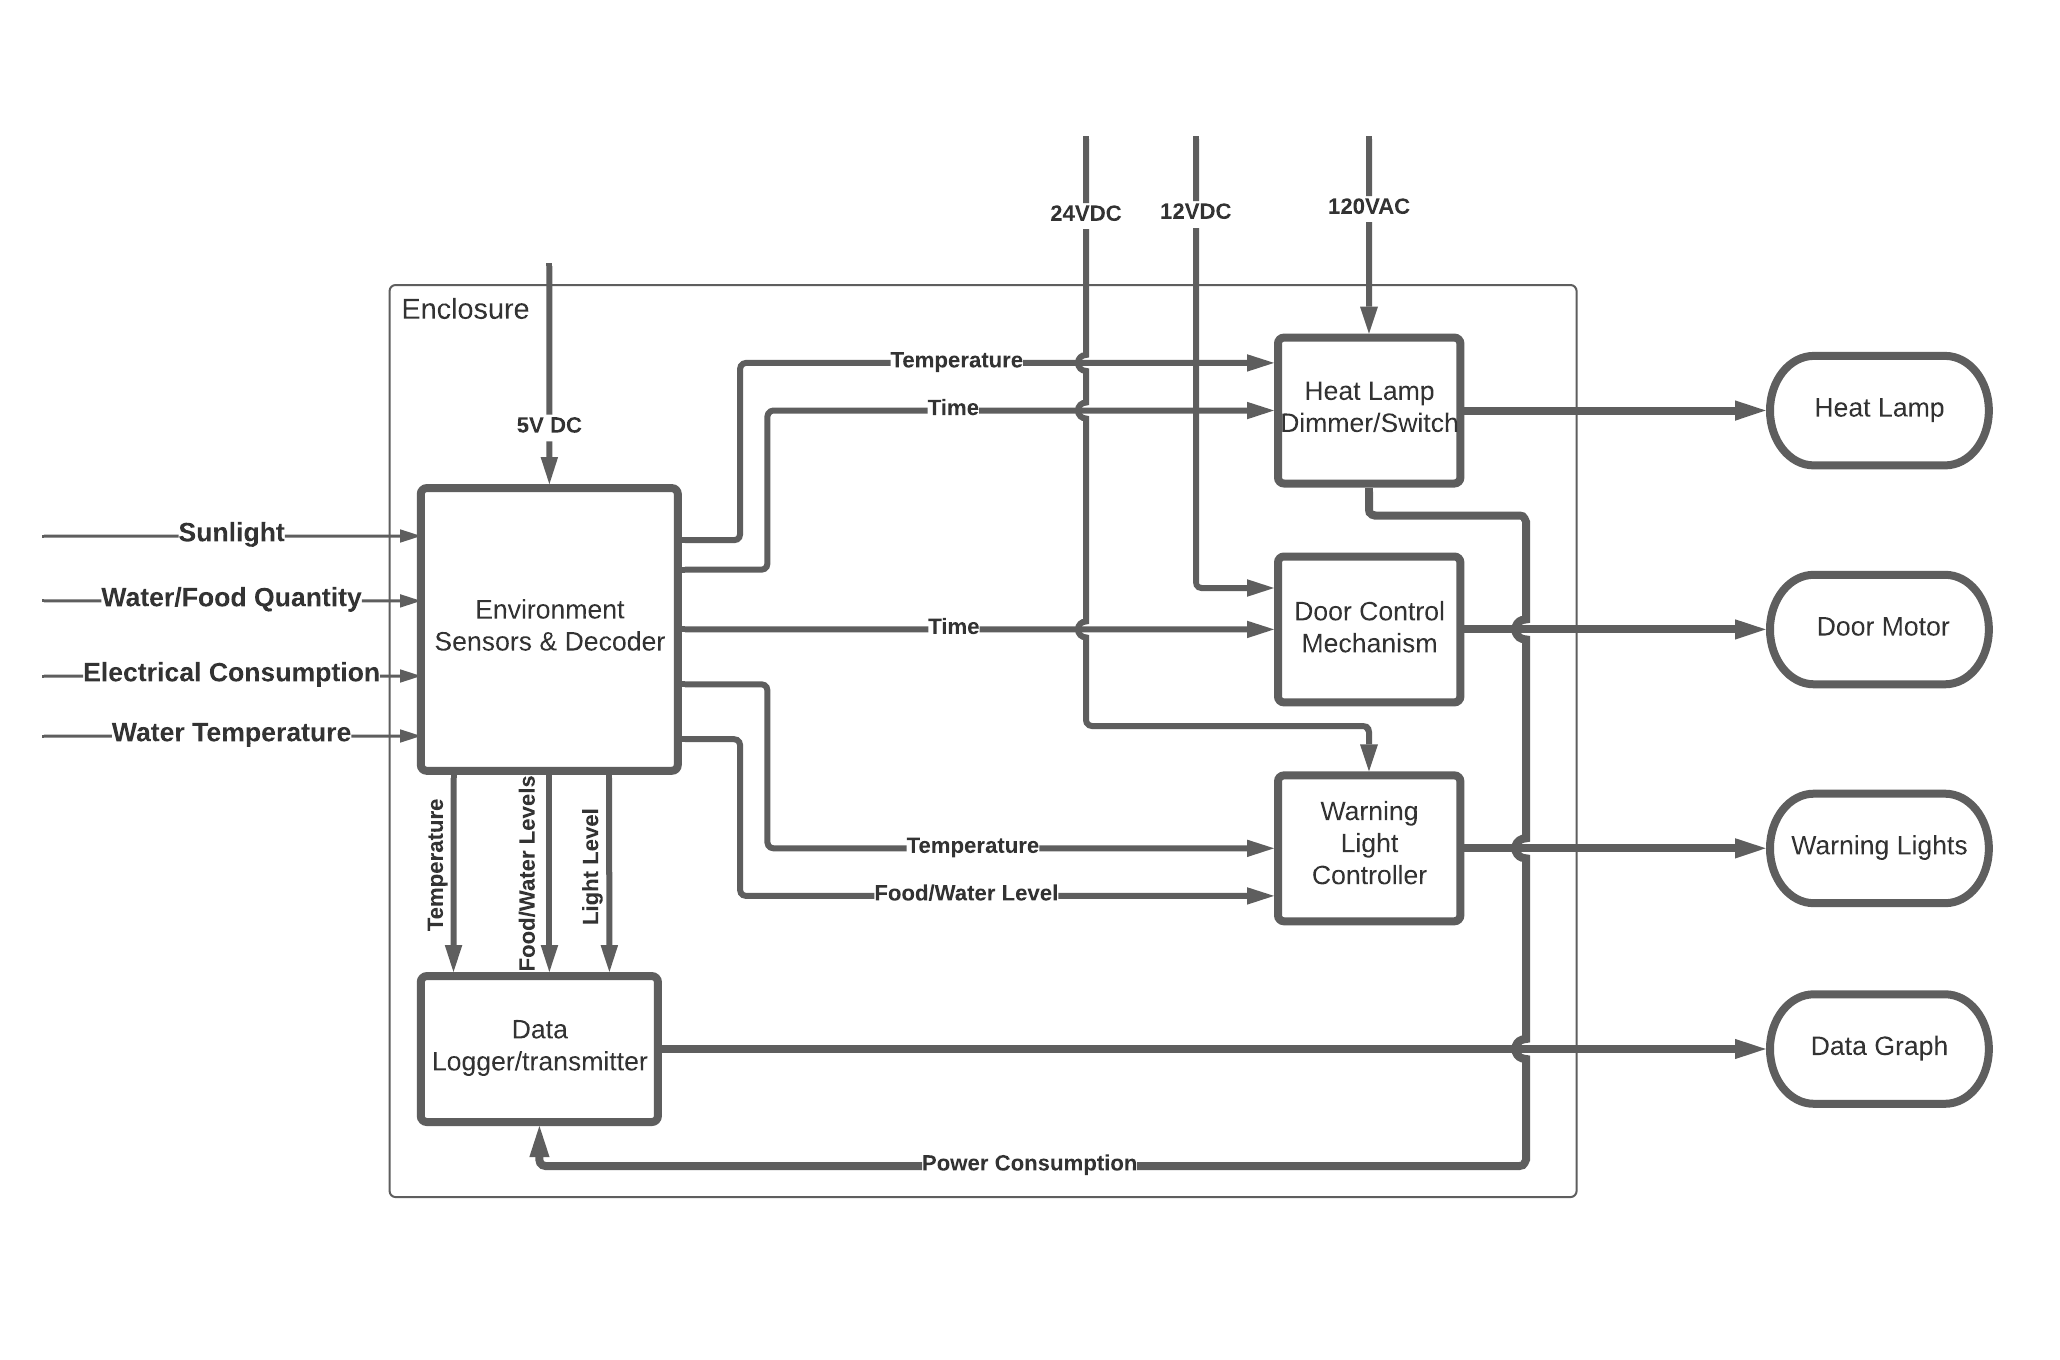 24VDC
12VDC
120VAC
Enclosure
5V DC
Temperature
Time
Heat Lamp
Dimmer/Switch
Heat Lamp
Sunlight
Water/Food Quantity
Electrical Consumption
Water Temperature
Environment
Sensors & Decoder
Time
Door Control
Mechanism
Door Motor
Temperature
Food/Water Levels
Light Level
Temperature
Food/Water Level
Warning
Light
Controller
Warning Lights
Data
Logger/transmitter
Data Graph
Power Consumption